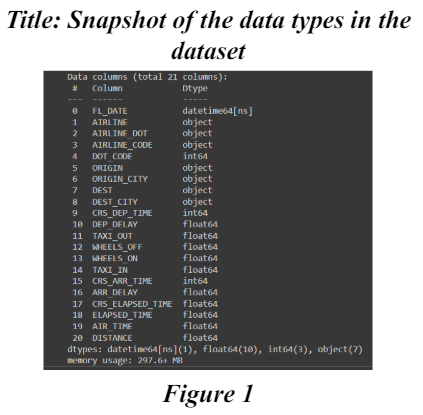 Title: Snapshot of the data types in the
dataset
Data columns (total 21 columns):
# Column Dtype
--- ------ -----
0 FL_DATE datetime64[ns]
1 AIRLINE object
2 AIRLINE_DOT object
3 AIRLINE_CODE object
4 DOT_CODE int64
5 ORIGIN object
6 ORIGIN_CITY object
7 DEST object
8 DEST_CITY object
9 CRS_DEP_TIME int64
10 DEP_DELAY float64
11 TAXI_OUT float64
12 WHEELS_OFF float64
13 WHEELS_ON float64
14 TAXI_IN float64
15 CRS_ARR_TIME int64
16 ARR_DELAY float64
17 CRS_ELAPSED_TIME float64
18 ELAPSED_TIME float64
19 AIR_TIME float64
20 DISTANCE float64
dtypes: datetime64[ns](1), float64(10), int64(3), object(7)
memory usage: 297.6+ MB
Figure 1